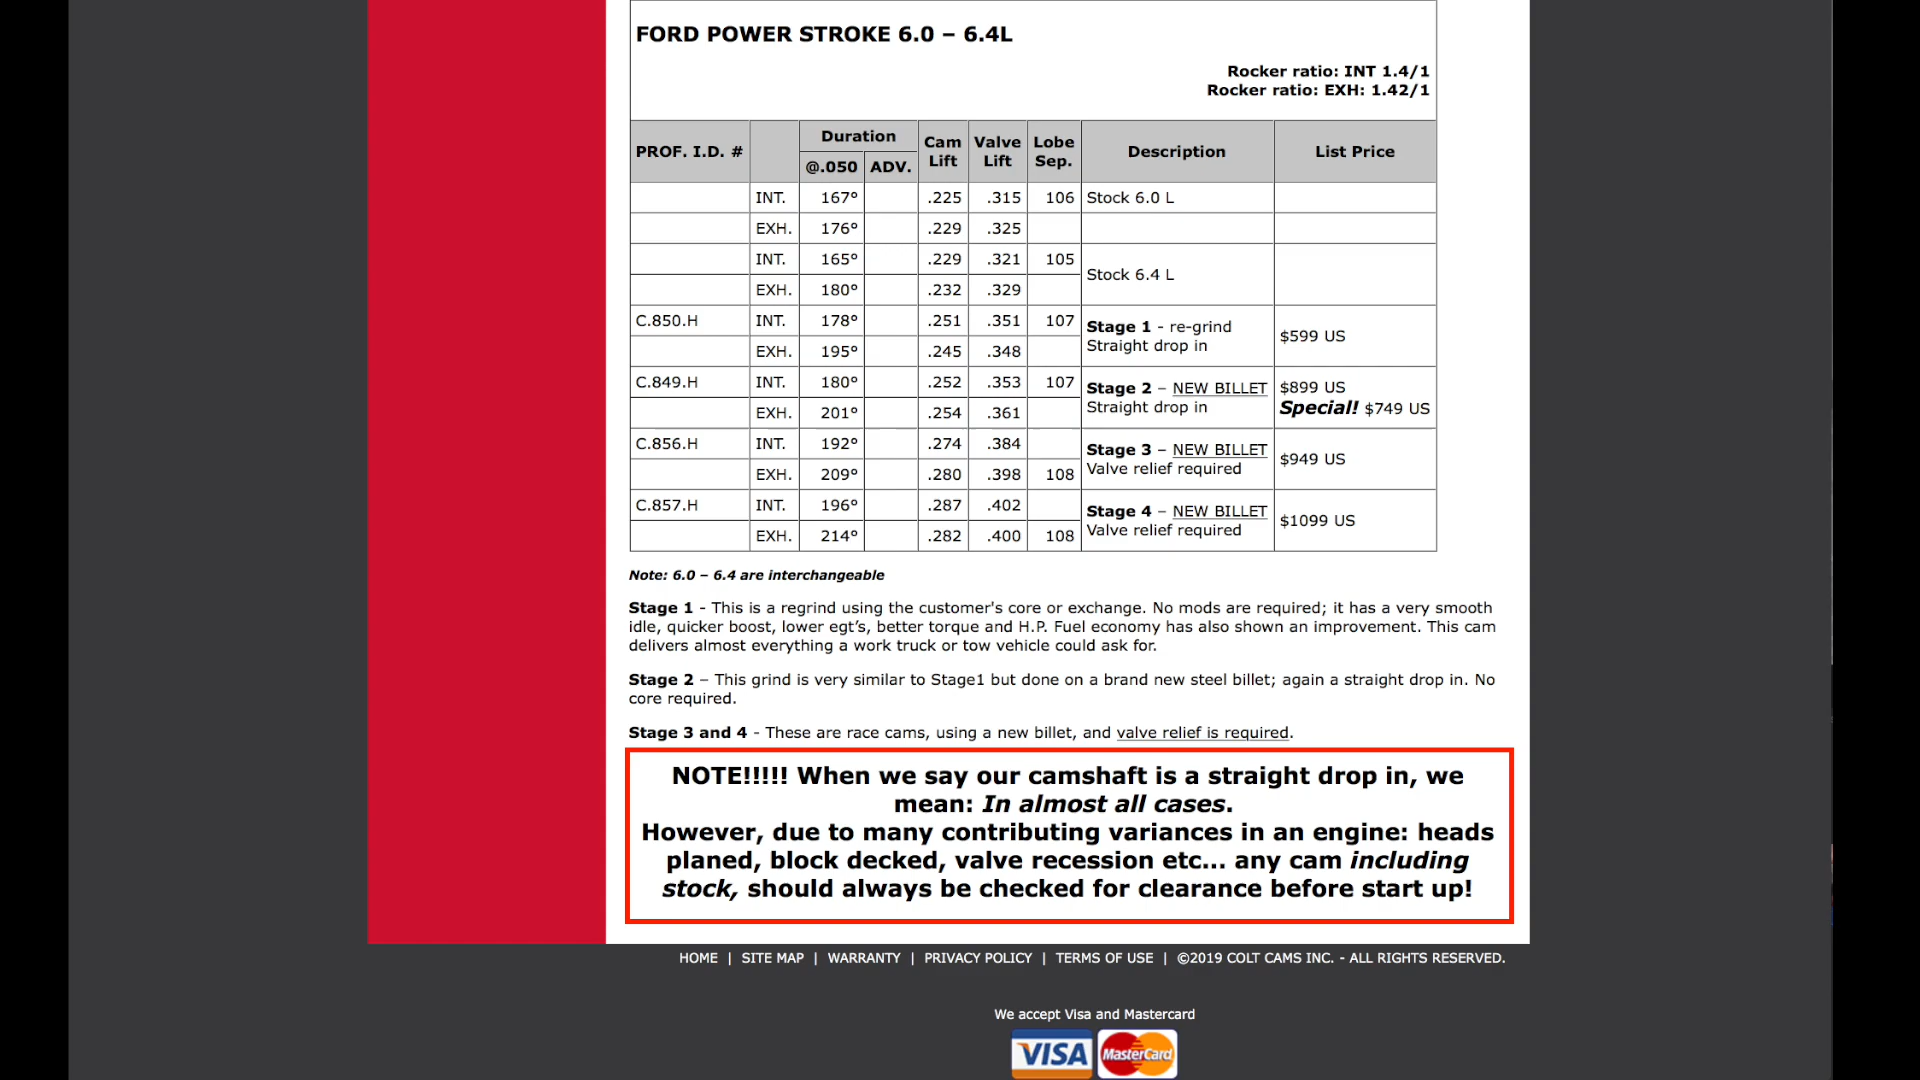 FORD POWER STROKE 6.0 – 6.4L
Rocker ratio: INT 1.4/1
Rocker ratio: EXH: 1.42/1
PROF. I.D. # Duration Cam Lift Valve Lift Lobe Sep. Description List Price
@.050 ADV.
INT. 167° .225 .315 106 Stock 6.0 L
EXH. 176° .229 .325
INT. 165° .229 .321 105 Stock 6.4 L
EXH. 180° .232 .329
C.850.H INT. 178° .251 .351 107 Stage 1 - re-grind $599 US
EXH. 195° .245 .348 Straight drop in
C.849.H INT. 180° .252 .353 107 Stage 2 – NEW BILLET $899 US
EXH. 201° .254 .361 Straight drop in Special! $749 US
C.856.H INT. 192° .274 .384 Stage 3 – NEW BILLET $949 US
EXH. 209° .280 .398 108 Valve relief required
C.857.H INT. 196° .287 .402 Stage 4 – NEW BILLET $1099 US
EXH. 214° .282 .400 108 Valve relief required
Note: 6.0 – 6.4 are interchangeable
Stage 1 - This is a regrind using the customer's core or exchange. No mods are required; it has a very smooth
idle, quicker boost, lower egt’s, better torque and H.P. Fuel economy has also shown an improvement. This cam
delivers almost everything a work truck or tow vehicle could ask for.
Stage 2 – This grind is very similar to Stage1 but done on a brand new steel billet; again a straight drop in. No
core required.
Stage 3 and 4 - These are race cams, using a new billet, and valve relief is required.
NOTE!!!!! When we say our camshaft is a straight drop in, we
mean: In almost all cases.
However, due to many contributing variances in an engine: heads
planed, block decked, valve recession etc... any cam including
stock, should always be checked for clearance before start up!
HOME | SITE MAP | WARRANTY | PRIVACY POLICY | TERMS OF USE | ©2019 COLT CAMS INC. - ALL RIGHTS RESERVED.
We accept Visa and Mastercard
VISA MasterCard